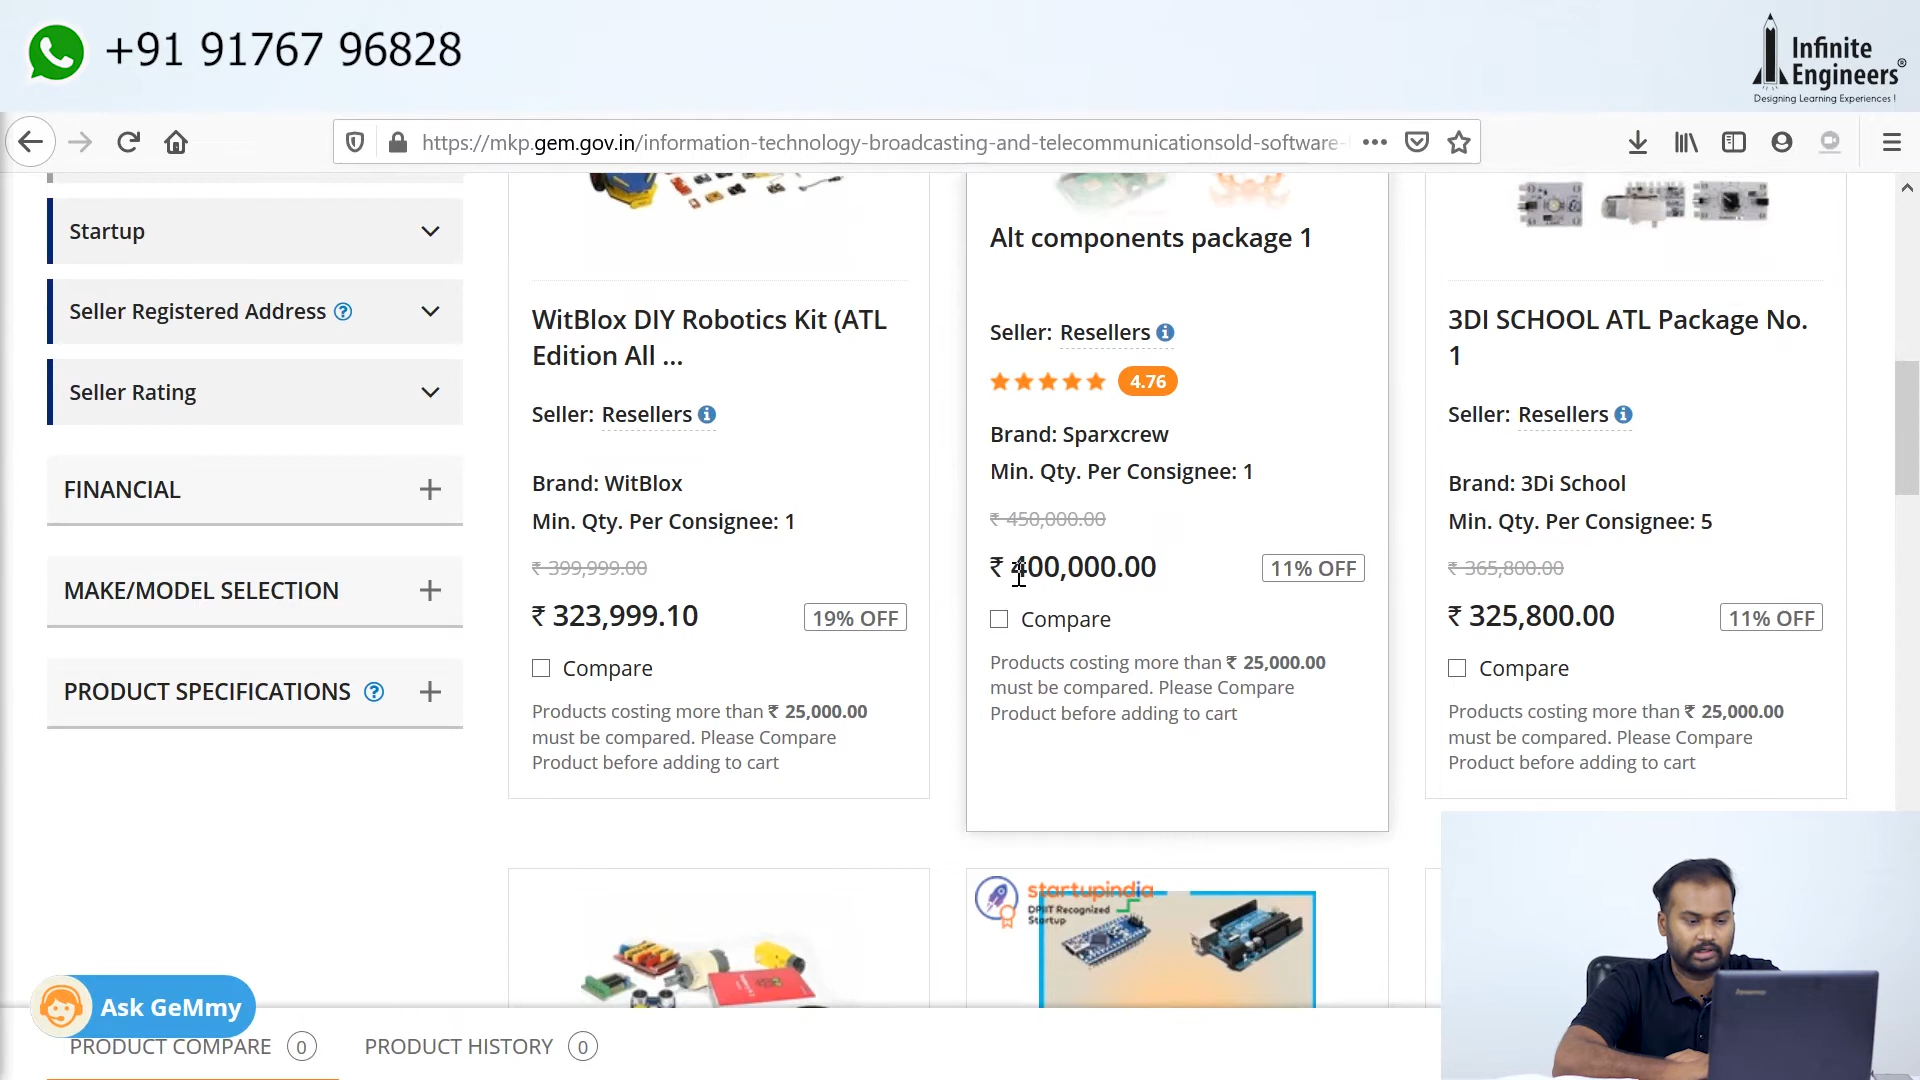 +91 91767 96828
Infinite
Engineers®
Designing Learning Experiences !
https://mkp.gem.gov.in/information-technology-broadcasting-and-telecommunicationsold-software-
Startup
Seller Registered Address ?
Seller Rating
FINANCIAL +
MAKE/MODEL SELECTION +
PRODUCT SPECIFICATIONS ? +
WitBlox DIY Robotics Kit (ATL
Edition All ...
Seller: Resellers i
Brand: WitBlox
Min. Qty. Per Consignee: 1
₹ 399,999.00
₹ 323,999.10 19% OFF
Compare
Products costing more than ₹ 25,000.00
must be compared. Please Compare
Product before adding to cart
Alt components package 1
Seller: Resellers i
4.76
Brand: Sparxcrew
Min. Qty. Per Consignee: 1
₹ 450,000.00
₹ 400,000.00 11% OFF
Compare
Products costing more than ₹ 25,000.00
must be compared. Please Compare
Product before adding to cart
3DI SCHOOL ATL Package No.
1
Seller: Resellers i
Brand: 3Di School
Min. Qty. Per Consignee: 5
₹ 365,800.00
₹ 325,800.00 11% OFF
Compare
Products costing more than ₹ 25,000.00
must be compared. Please Compare
Product before adding to cart
startupindia
DPIIT Recognized
Startup
Ask GeMmy
PRODUCT COMPARE 0
PRODUCT HISTORY 0
lenovo